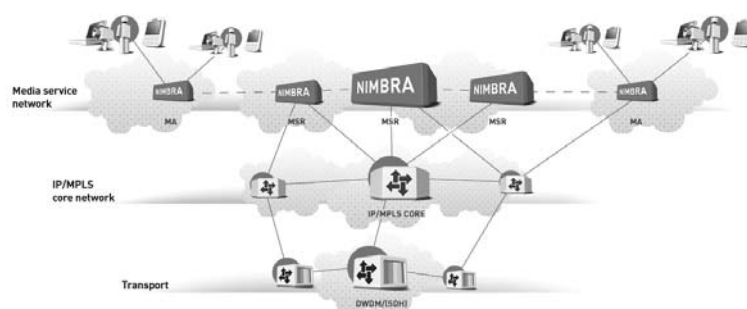 Media service
network
NIMBRA
NIMBRA
NIMBRA
NIMBRA
NIMBRA
MA
MSR
MSR
MSR
MA
IP/MPLS
core network
IP/MPLS CORE
Transport
DWDM/(SDH)